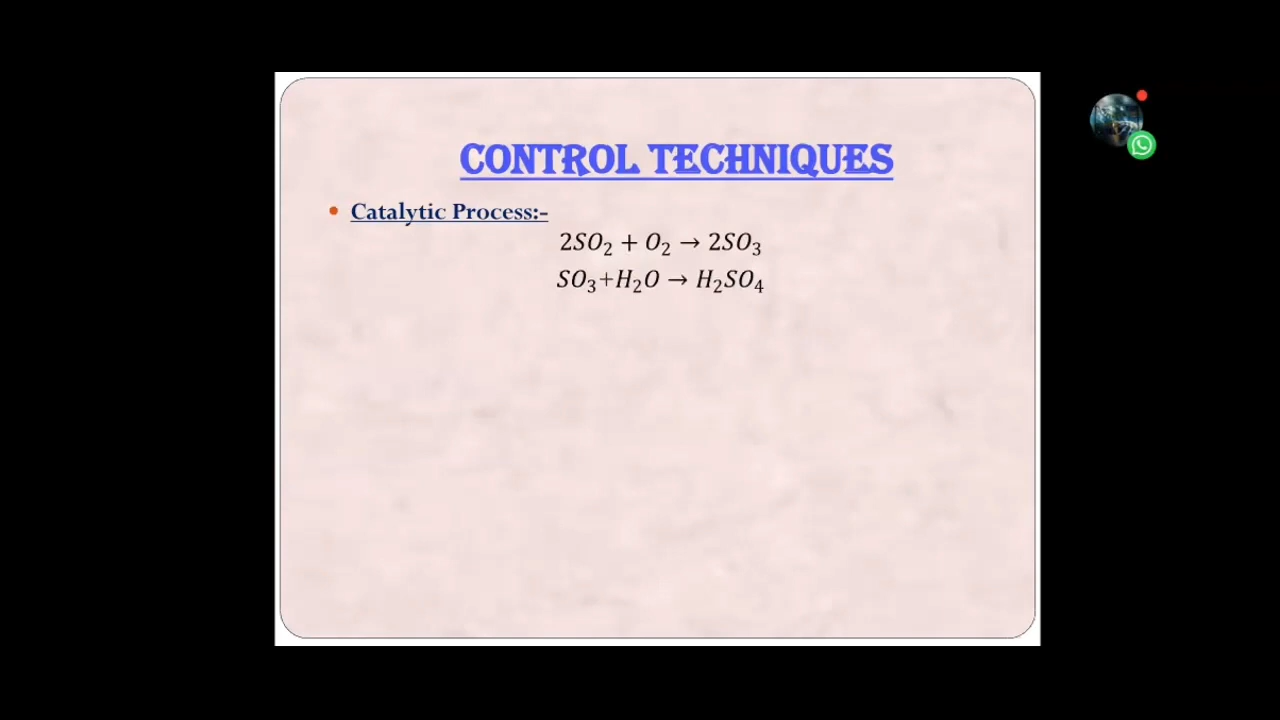 CONTROL TECHNIQUES
• Catalytic Process:-
2SO₂ + O₂ → 2SO₃
SO₃+H₂O → H₂SO₄